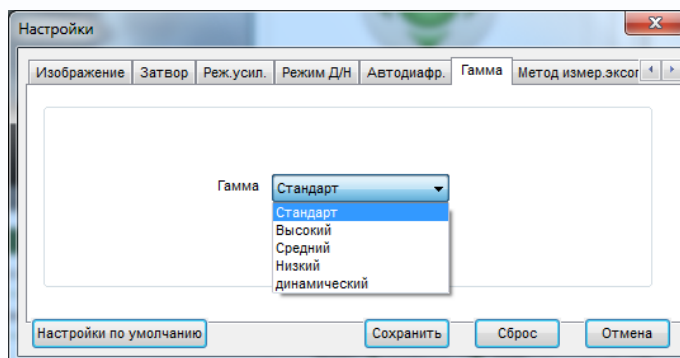 Настройки
Изображение Затвор Реж.усил. Режим Д/Н Автодиафр. Гамма Метод измер.экспог
Гамма Стандарт
Стандарт
Высокий
Средний
Низкий
динамический
Настройки по умолчанию Сохранить Сброс Отмена